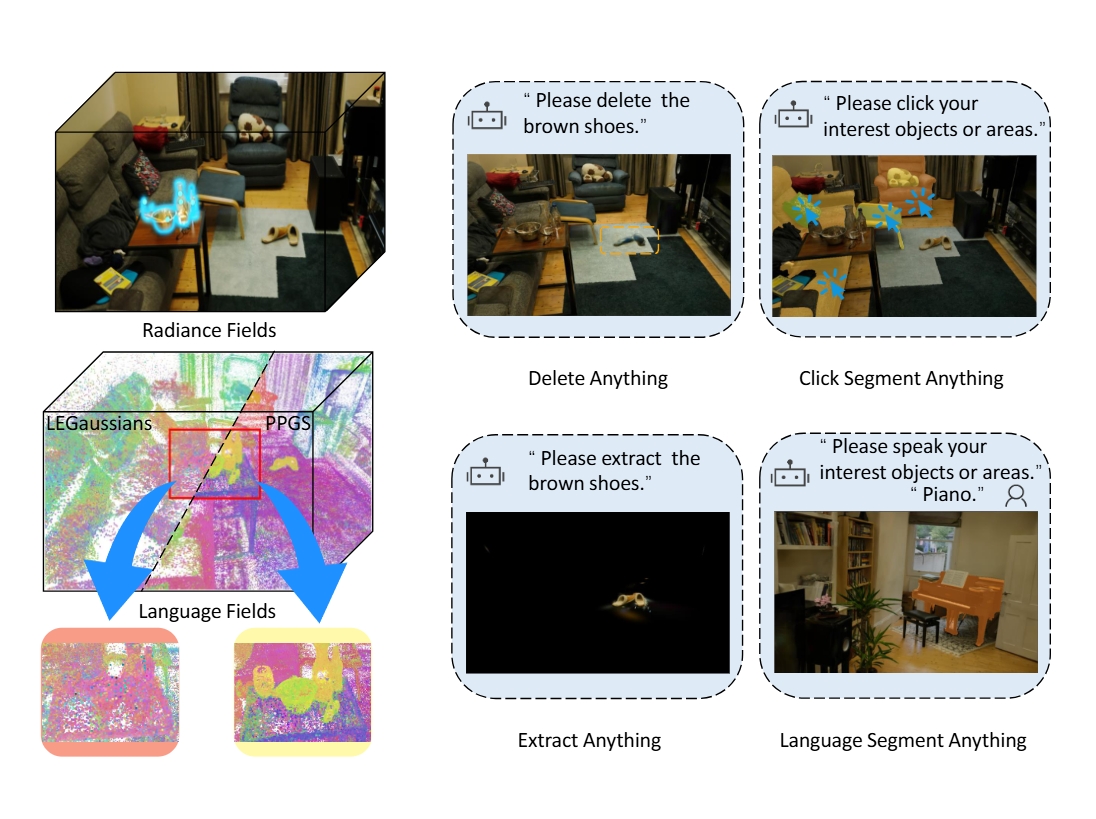 Radiance Fields
LEGaussians
PPGS
Language Fields
“ Please delete the
brown shoes.”
Delete Anything
“ Please click your
interest objects or areas.”
Click Segment Anything
“ Please extract the
brown shoes.”
Extract Anything
“ Please speak your
interest objects or areas.”
“ Piano.”
Language Segment Anything